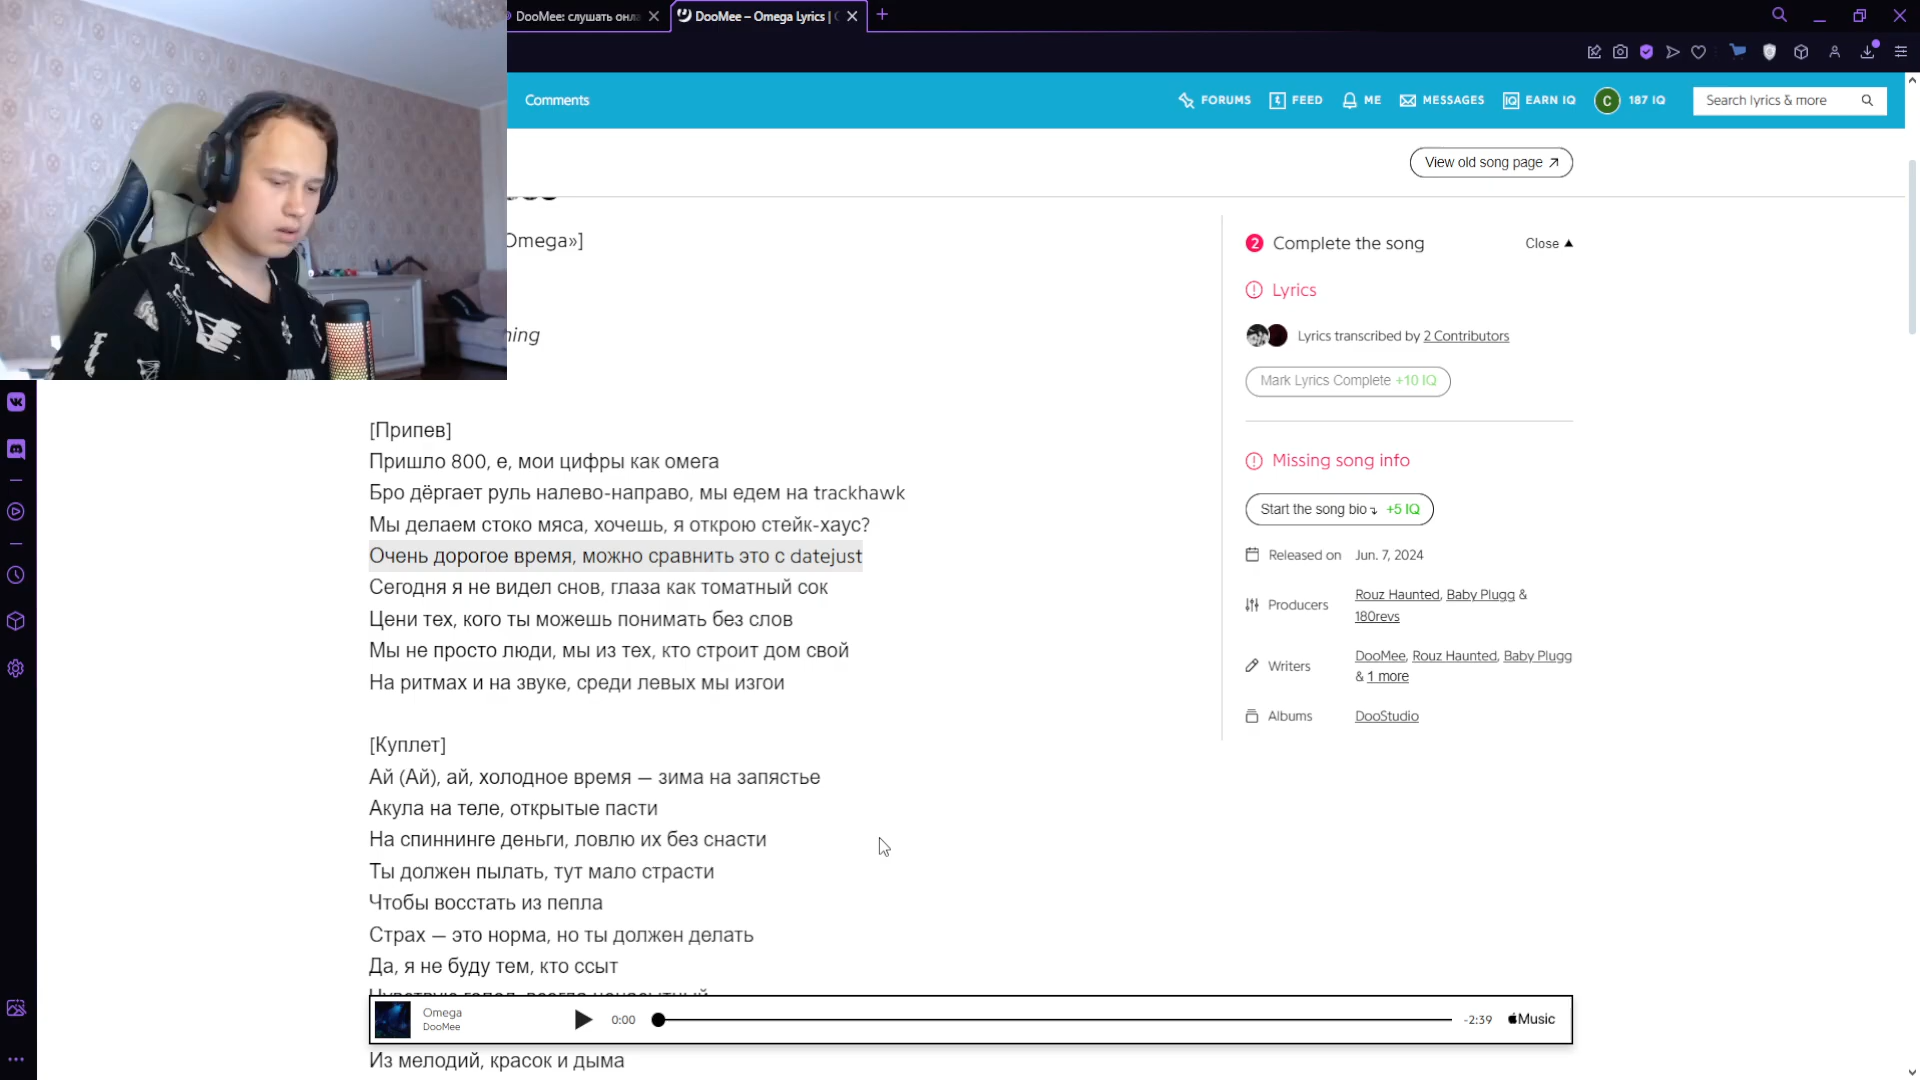 DooMee: слушать онла
DooMee – Omega Lyrics |
Comments
FORUMS
FEED
ME
MESSAGES
EARN IQ
C
187 IQ
Search lyrics & more
View old song page
Omega»]
[Припев]
Пришло 800, е, мои цифры как омега
Бро дёргает руль налево-направо, мы едем на trackhawk
Мы делаем стоко мяса, хочешь, я открою стейк-хаус?
Очень дорогое время, можно сравнить это с datejust
Сегодня я не видел снов, глаза как томатный сок
Цени тех, кого ты можешь понимать без слов
Мы не просто люди, мы из тех, кто строит дом свой
На ритмах и на звуке, среди левых мы изгои
[Куплет]
Ай (Ай), ай, холодное время — зима на запястье
Акула на теле, открытые пасти
На спиннинге деньги, ловлю их без снасти
Ты должен пылать, тут мало страсти
Чтобы восстать из пепла
Страх — это норма, но ты должен делать
Да, я не буду тем, кто ссыт
Из мелодий, красок и дыма
2 Complete the song
Close
Lyrics
Lyrics transcribed by 2 Contributors
Mark Lyrics Complete +10 IQ
Missing song info
Start the song bio +5 IQ
Released on Jun. 7, 2024
Producers Rouz Haunted, Baby Plugg &
180revs
Writers DooMee, Rouz Haunted, Baby Plugg
& 1 more
Albums DooStudio
Omega
DooMee
0:00
-2:39
Music